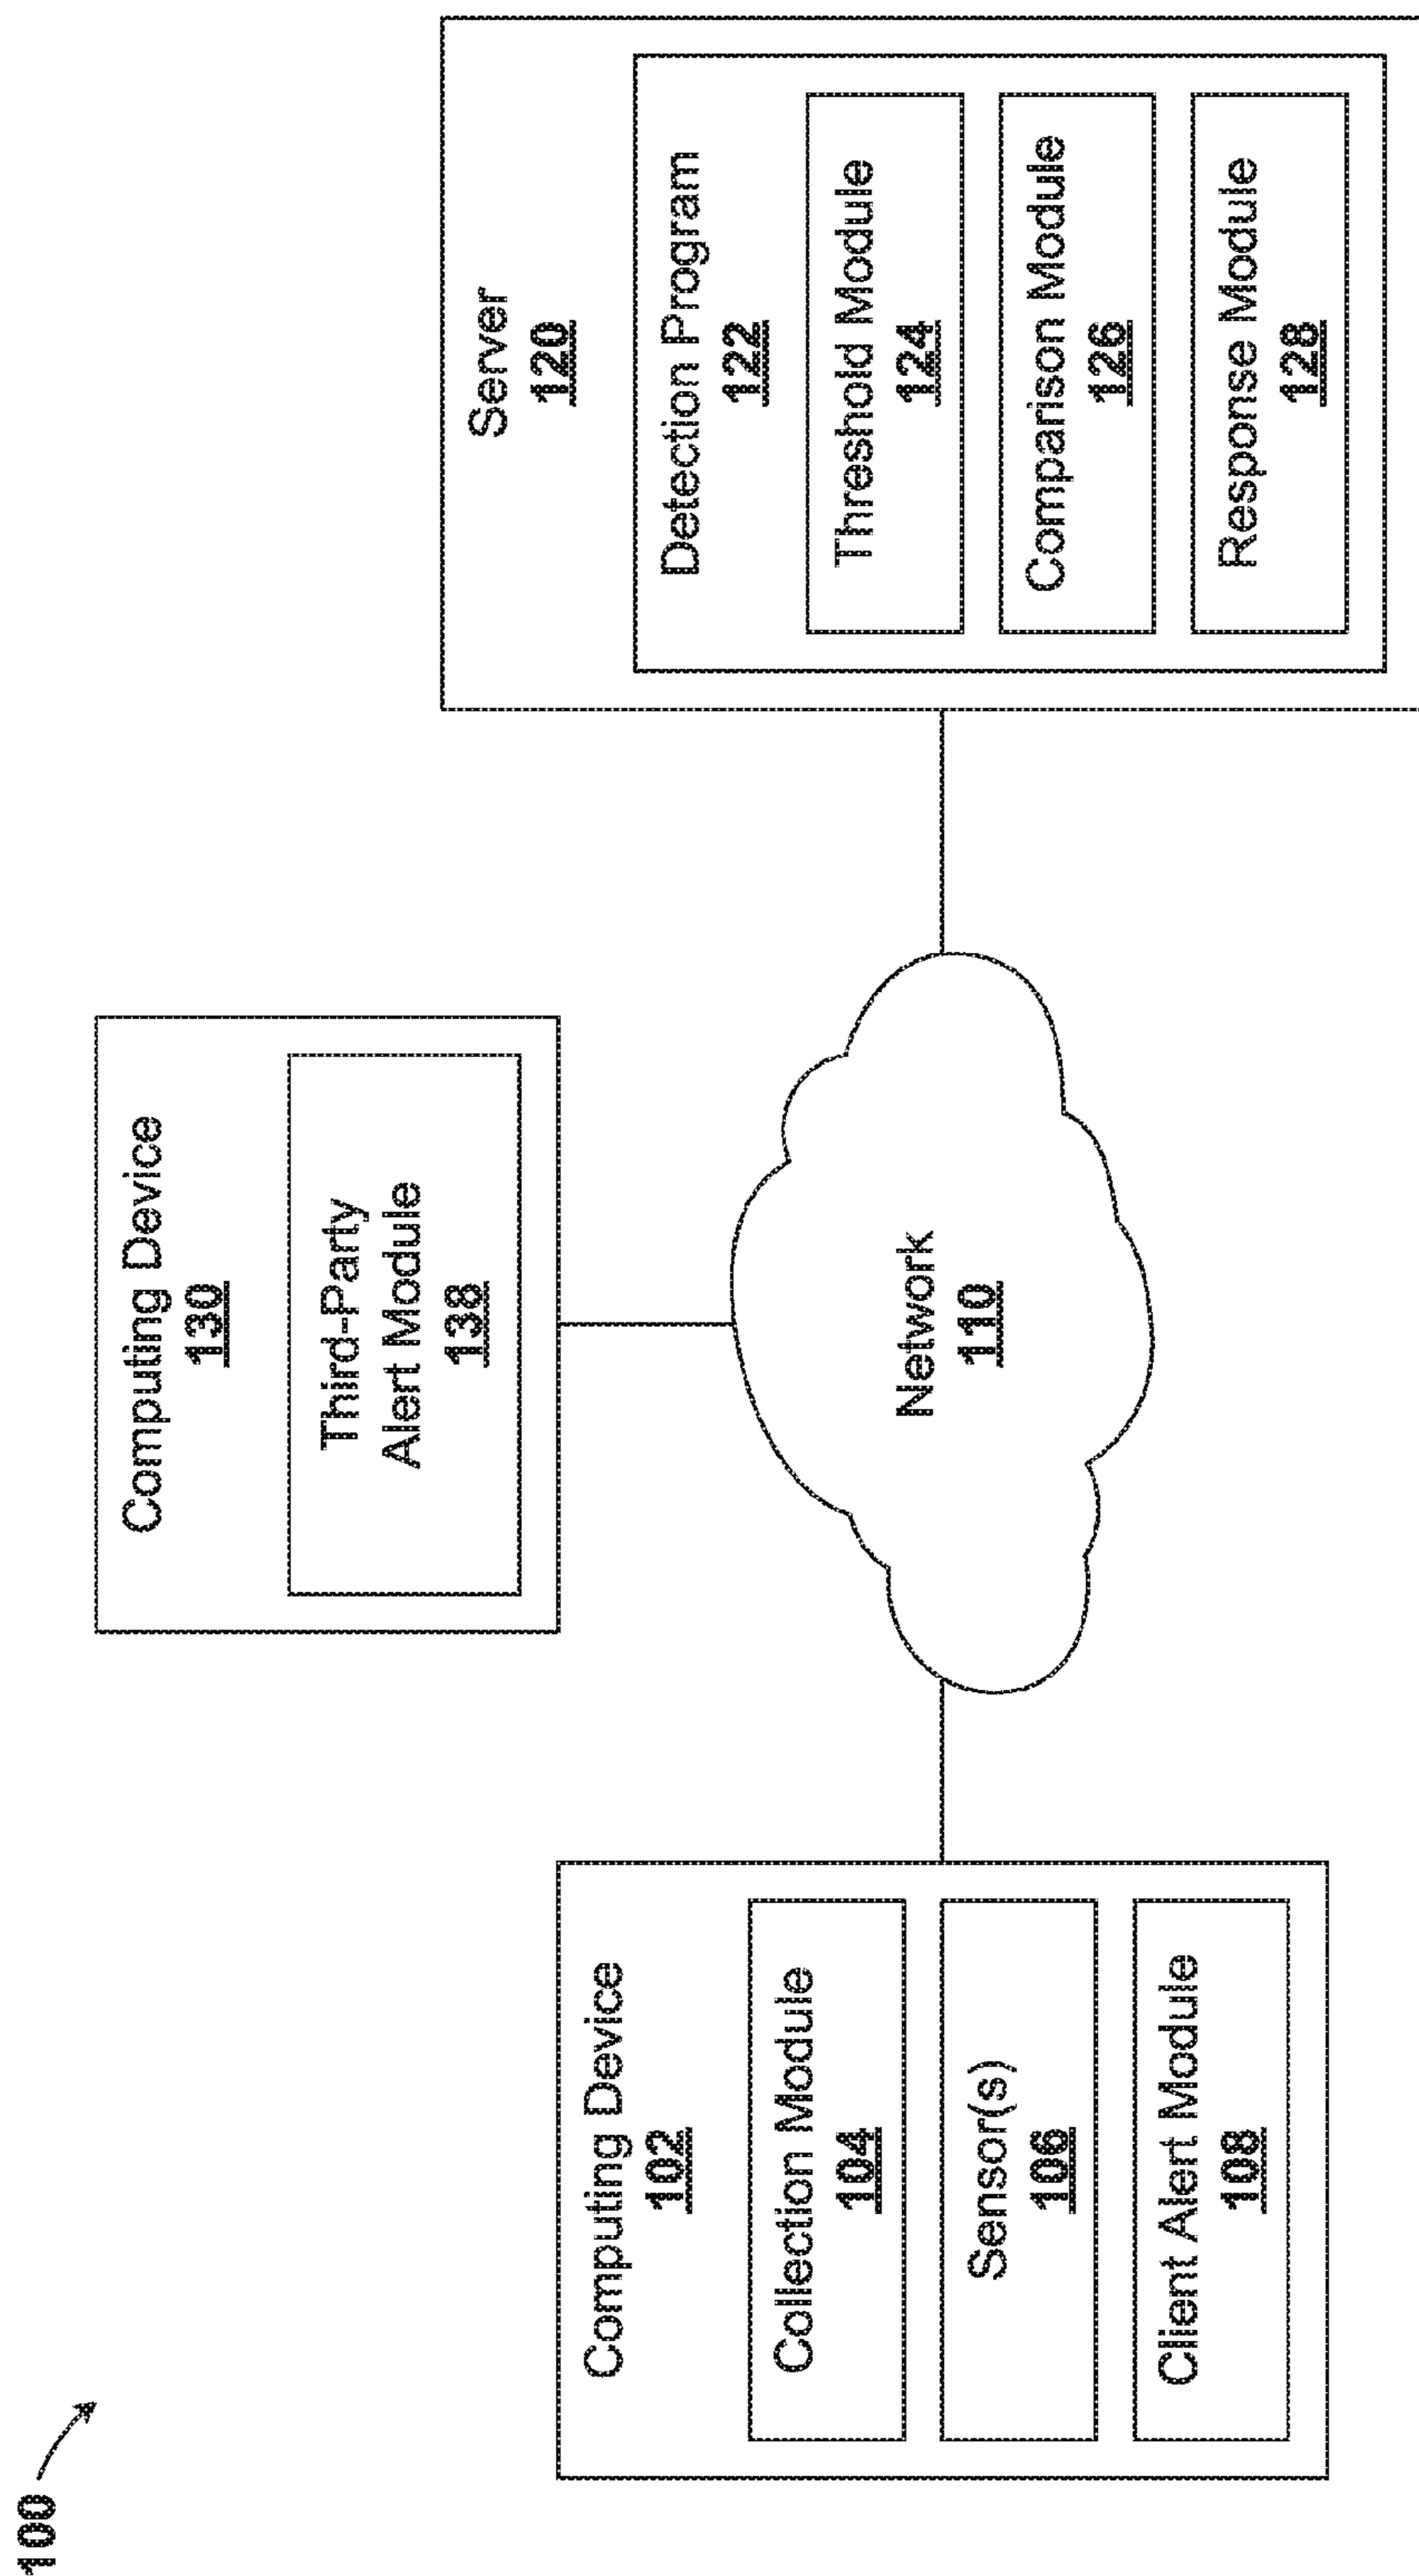 100
Computing Device
102
Collection Module
104
Sensor(s)
106
Client Alert Module
108
Computing Device
130
Third-Party
Alert Module
138
Network
110
Server
120
Detection Program
122
Threshold Module
124
Comparison Module
126
Response Module
128